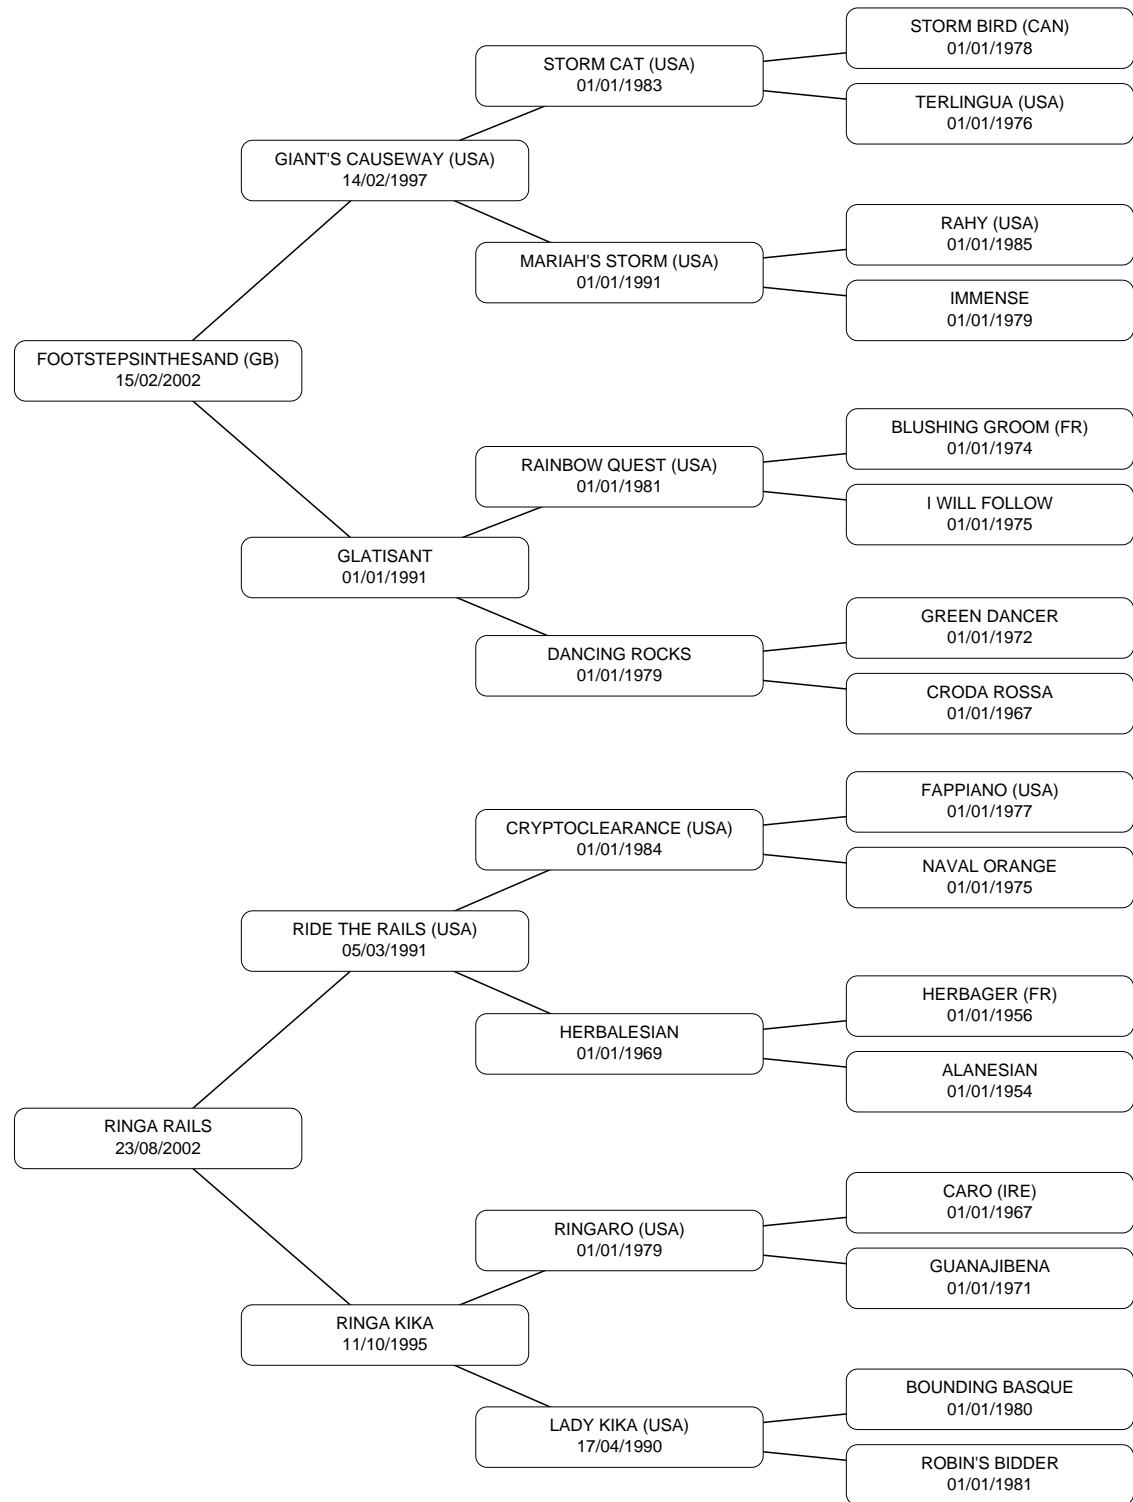 STORM BIRD (CAN)
01/01/1978
STORM CAT (USA)
01/01/1983
TERLINGUA (USA)
01/01/1976
GIANT'S CAUSEWAY (USA)
14/02/1997
RAHY (USA)
01/01/1985
MARIAH'S STORM (USA)
01/01/1991
IMMENSE
01/01/1979
FOOTSTEPSINTHESAND (GB)
15/02/2002
BLUSHING GROOM (FR)
01/01/1974
RAINBOW QUEST (USA)
01/01/1981
I WILL FOLLOW
01/01/1975
GLATISANT
01/01/1991
GREEN DANCER
01/01/1972
DANCING ROCKS
01/01/1979
CRODA ROSSA
01/01/1967
FAPPIANO (USA)
01/01/1977
CRYPTOCLEARANCE (USA)
01/01/1984
NAVAL ORANGE
01/01/1975
RIDE THE RAILS (USA)
05/03/1991
HERBAGER (FR)
01/01/1956
HERBALESIAN
01/01/1969
ALANESIAN
01/01/1954
RINGA RAILS
23/08/2002
CARO (IRE)
01/01/1967
RINGARO (USA)
01/01/1979
GUANAJIBENA
01/01/1971
RINGA KIKA
11/10/1995
BOUNDING BASQUE
01/01/1980
LADY KIKA (USA)
17/04/1990
ROBIN'S BIDDER
01/01/1981